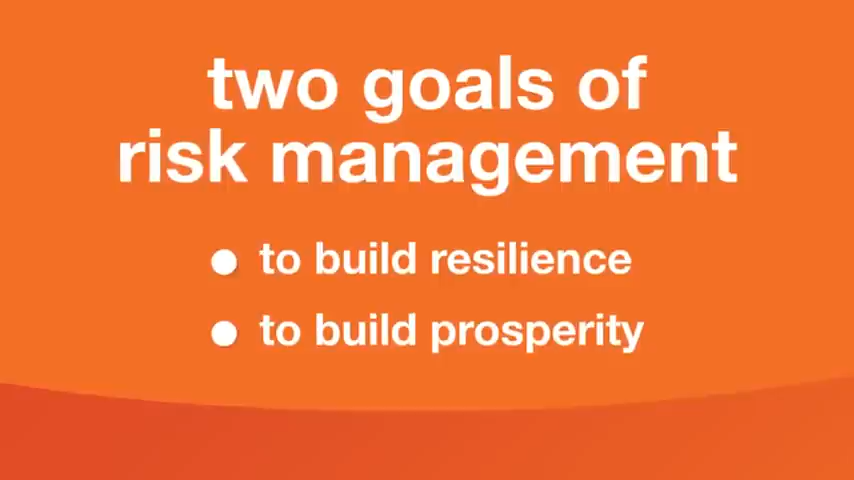 two goals of
risk management
to build resilience
to build prosperity